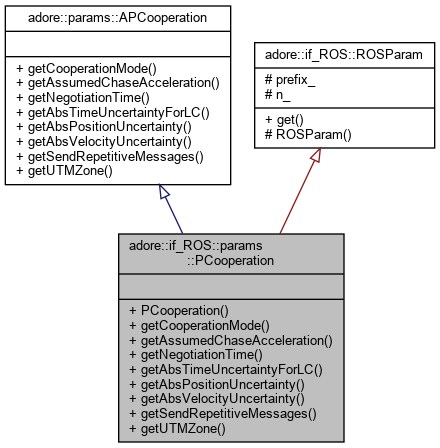 adore::params::APCooperation
+ getCooperationMode()
+ getAssumedChaseAcceleration()
+ getNegotiationTime()
+ getAbsTimeUncertaintyForLC()
+ getAbsPositionUncertainty()
+ getAbsVelocityUncertainty()
+ getSendRepetitiveMessages()
+ getUTMZone()
adore::if_ROS::ROSParam
# prefix_
# n_
+ get()
# ROSParam()
adore::if_ROS::params
::PCooperation
+ PCooperation()
+ getCooperationMode()
+ getAssumedChaseAcceleration()
+ getNegotiationTime()
+ getAbsTimeUncertaintyForLC()
+ getAbsPositionUncertainty()
+ getAbsVelocityUncertainty()
+ getSendRepetitiveMessages()
+ getUTMZone()